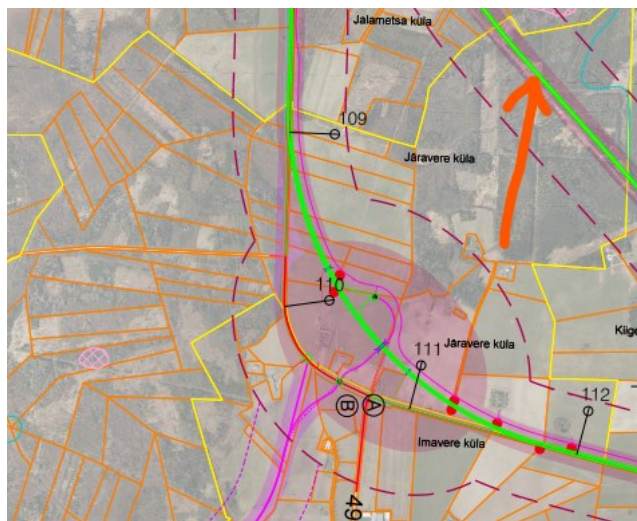 Jalametsa küla
109
Järavere küla
110
Kiige
Järavere küla
111
112
B
A
Imavere küla
49